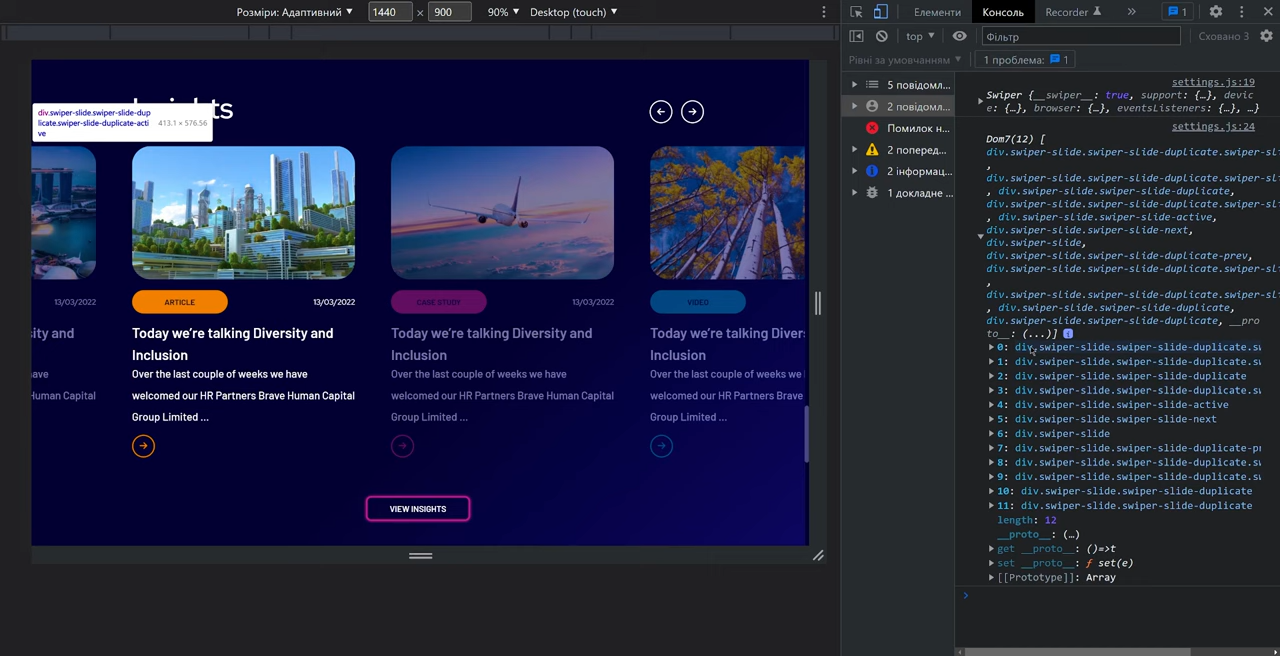 Розміри: Адаптивний ▼ 1440 × 900 90% ▼ Desktop (touch) ▼
Елементи Консоль Recorder » 1
top ▼ Фільтр Сховано 3
Рівні за умовчанням ▼ 1 проблема: 1
div.swiper-slide.swiper-slide-dup
licate.swiper-slide-duplicate-acti
ve
413.1 × 576.56
13/03/2022
ARTICLE 13/03/2022
CASE STUDY 13/03/2022
VIDEO
ity and
Today we're talking Diversity and
Inclusion
Today we're talking Diversity and
Inclusion
Today we're talking Divers
Inclusion
have
Human Capital
Over the last couple of weeks we have
welcomed our HR Partners Brave Human Capital
Group Limited ...
Over the last couple of weeks we have
welcomed our HR Partners Brave Human Capital
Group Limited ...
Over the last couple of weeks we
welcomed our HR Partners Brave
Group Limited ...
VIEW INSIGHTS
5 повідомл...
2 повідомл...
Помилок н...
2 поперед...
2 інформац...
1 докладне ...
settings.js:19
Swiper {__swiper__: true, support: {…}, devic
e: {…}, browser: {…}, eventsListeners: {…}, …}
settings.js:24
Dom7(12) [
div.swiper-slide.swiper-slide-duplicate.swiper-sl
,
div.swiper-slide.swiper-slide-duplicate.swiper-sl
, div.swiper-slide.swiper-slide-duplicate,
div.swiper-slide.swiper-slide-duplicate.swiper-sl
, div.swiper-slide.swiper-slide-active,
div.swiper-slide.swiper-slide-next,
div.swiper-slide,
div.swiper-slide.swiper-slide-duplicate-prev,
div.swiper-slide.swiper-slide-duplicate.swiper-sl
,
div.swiper-slide.swiper-slide-duplicate.swiper-sl
, div.swiper-slide.swiper-slide-duplicate,
div.swiper-slide.swiper-slide-duplicate, __pro
to__: (...)]
0: div.swiper-slide.swiper-slide-duplicate.sw
1: div.swiper-slide.swiper-slide-duplicate.sw
2: div.swiper-slide.swiper-slide-duplicate
3: div.swiper-slide.swiper-slide-duplicate.sw
4: div.swiper-slide.swiper-slide-active
5: div.swiper-slide.swiper-slide-next
6: div.swiper-slide
7: div.swiper-slide.swiper-slide-duplicate-pr
8: div.swiper-slide.swiper-slide-duplicate.sw
9: div.swiper-slide.swiper-slide-duplicate.sw
10: div.swiper-slide.swiper-slide-duplicate
11: div.swiper-slide.swiper-slide-duplicate
length: 12
__proto__: (…)
get __proto__: ()=>t
set __proto__: ƒ set(e)
[[Prototype]]: Array